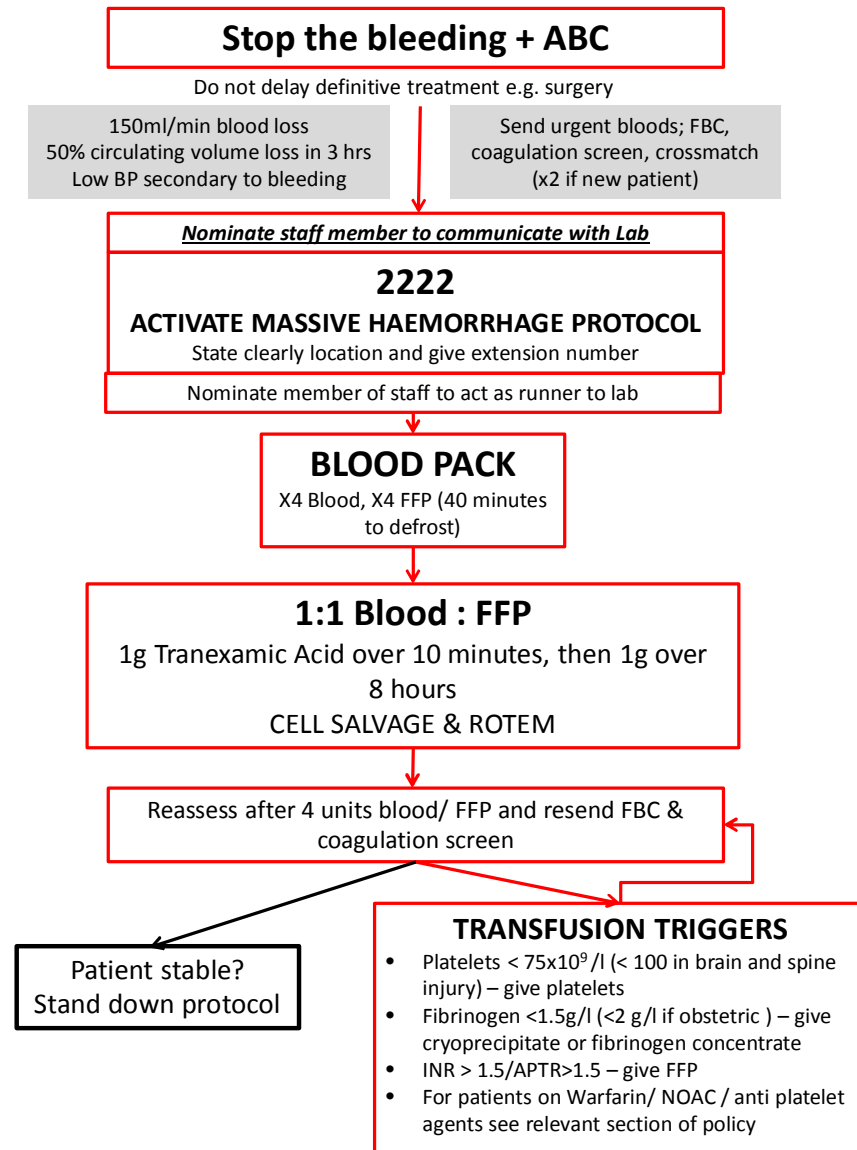 Stop the bleeding + ABC
Do not delay definitive treatment e.g. surgery
150ml/min blood loss
50% circulating volume loss in 3 hrs
Low BP secondary to bleeding
Send urgent bloods; FBC,
coagulation screen, crossmatch
(x2 if new patient)
Nominate staff member to communicate with Lab
2222
ACTIVATE MASSIVE HAEMORRHAGE PROTOCOL
State clearly location and give extension number
Nominate member of staff to act as runner to lab
BLOOD PACK
X4 Blood, X4 FFP (40 minutes
to defrost)
1:1 Blood : FFP
1g Tranexamic Acid over 10 minutes, then 1g over
8 hours
CELL SALVAGE & ROTEM
Reassess after 4 units blood/ FFP and resend FBC &
coagulation screen
Patient stable?
Stand down protocol
TRANSFUSION TRIGGERS
• Platelets < 75x10⁹/l (< 100 in brain and spine
injury) – give platelets
• Fibrinogen <1.5g/l (<2 g/l if obstetric ) – give
cryoprecipitate or fibrinogen concentrate
• INR > 1.5/APTR>1.5 – give FFP
• For patients on Warfarin/ NOAC / anti platelet
agents see relevant section of policy